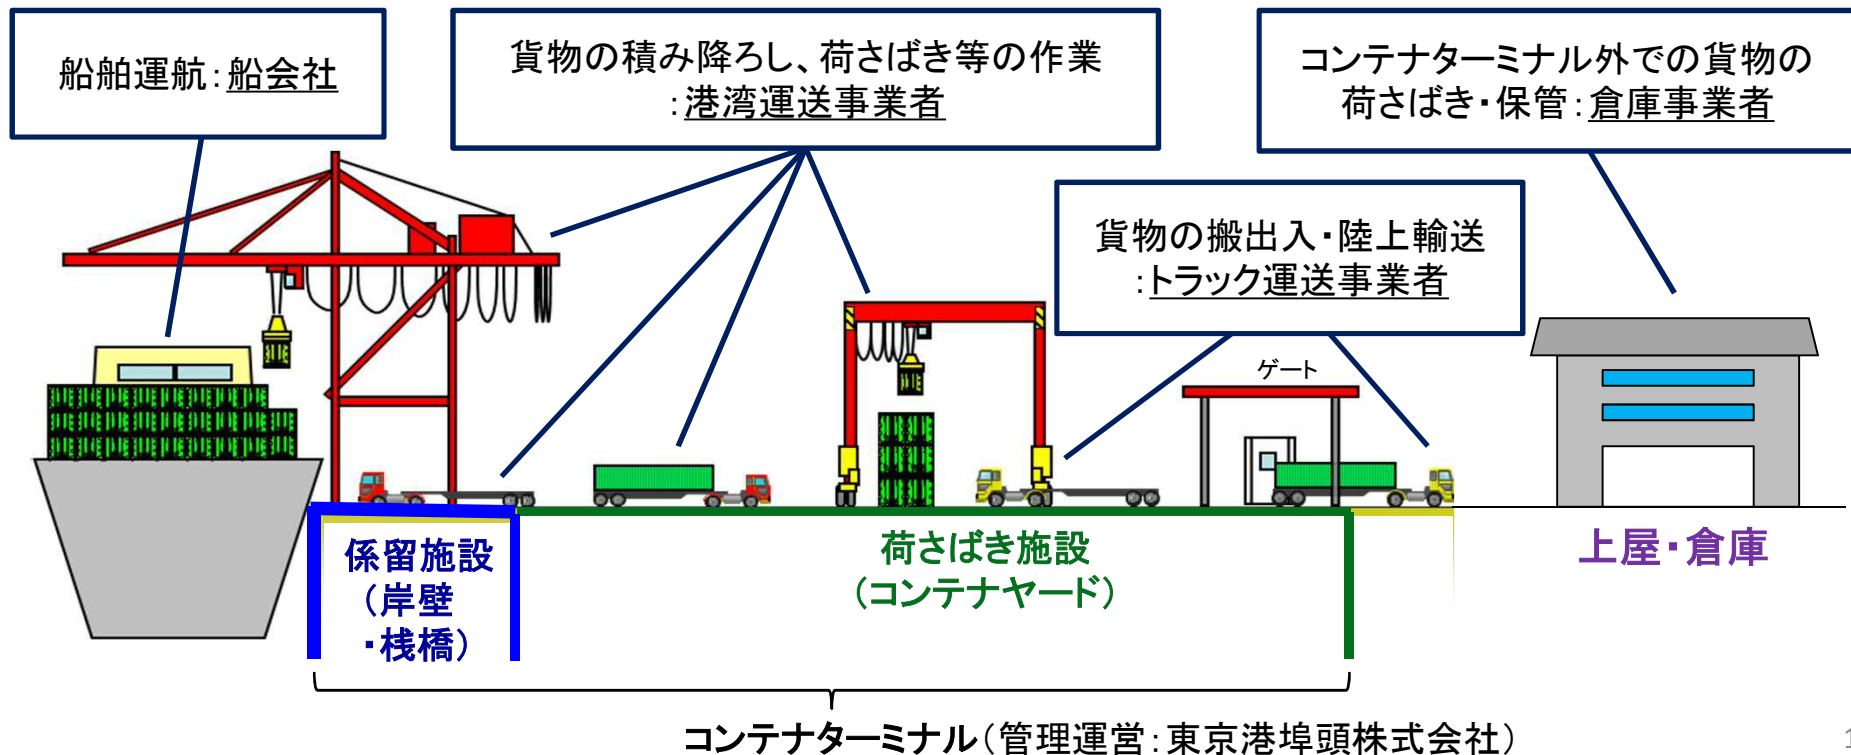 船舶運航：船会社
貨物の積み降ろし、荷さばき等の作業
：港湾運送事業者
コンテナターミナル外での貨物の
荷さばき・保管：倉庫事業者
貨物の搬出入・陸上輸送
：トラック運送事業者
ゲート
係留施設
（岸壁
・桟橋）
荷さばき施設
（コンテナヤード）
上屋・倉庫
コンテナターミナル（管理運営：東京港埠頭株式会社）
1